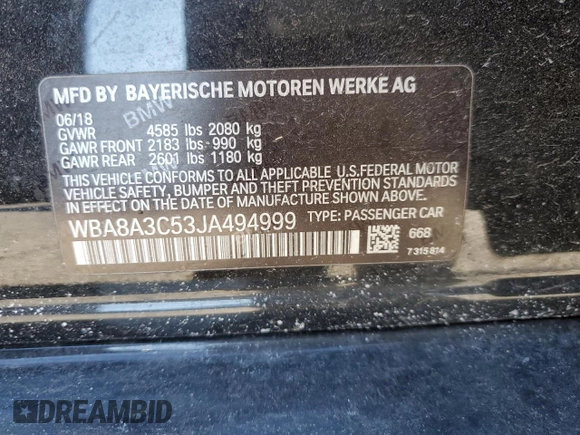 MFD BY BAYERISCHE MOTOREN WERKE AG
06/18
GVWR 4585 lbs 2080 kg
GAWR FRONT 2183 lbs-990 kg
GAWR REAR 2601 lbs 1180 kg
THIS VEHICLE CONFORMS TO ALL APPLICABLE U.S.FEDERAL MOTOR
VEHICLE SAFETY, BUMPER AND THEFT PREVENTION STANDARDS
IN EFFECT ON THE DATE OF MANUFACTURE SHOWN ABOVE.
WBA8A3C53JA494999 TYPE: PASSENGER CAR
668
7315814
BMW
DREAMBID